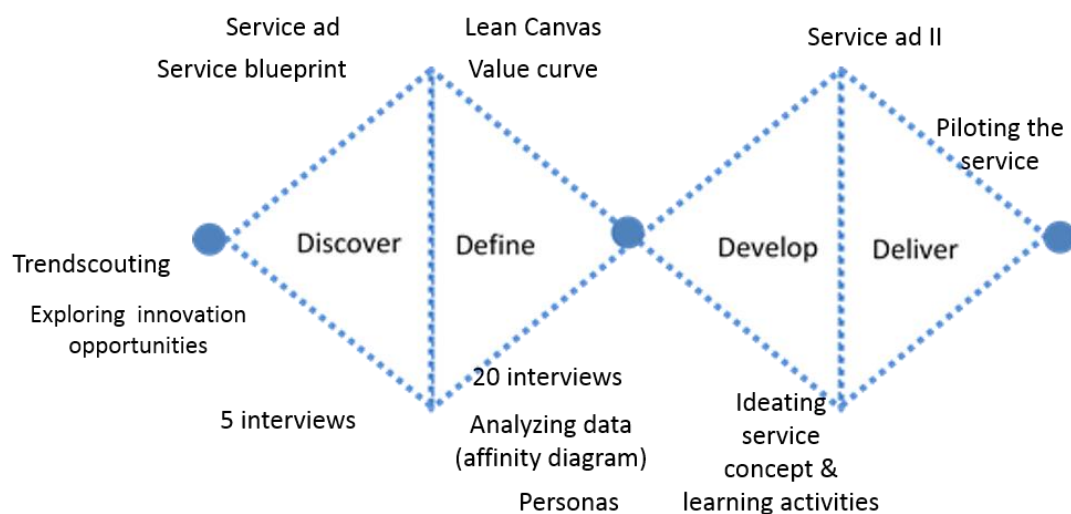 Service ad
Service blueprint
Lean Canvas
Value curve
Service ad II
Piloting the
service
Discover
Define
Develop
Deliver
Trendscouting
Exploring innovation
opportunities
5 interviews
20 interviews
Analyzing data
(affinity diagram)
Personas
Ideating
service
concept &
learning activities